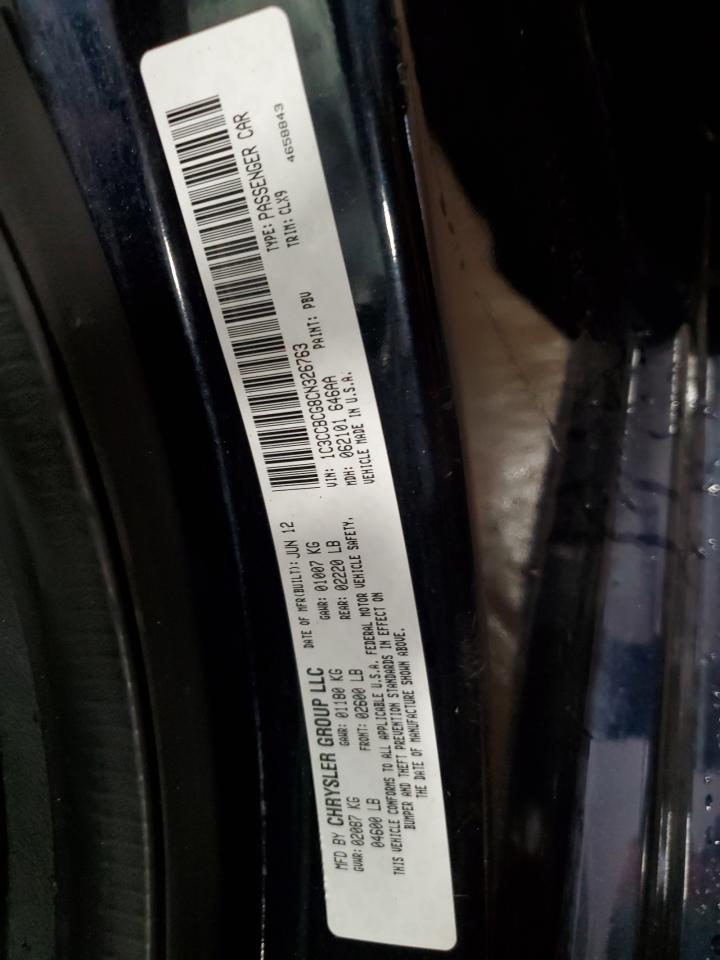 MFD BY CHRYSLER GROUP LLC
DATE OF MFR(BUILT): JUN 12
GVWR: 02087 KG
04600 LB
GAWR: 01180 KG
FRONT: 02600 LB
GAWR: 01007 KG
REAR: 02220 LB
THIS VEHICLE CONFORMS TO ALL APPLICABLE U.S.A. FEDERAL MOTOR VEHICLE SAFETY,
BUMPER AND THEFT PREVENTION STANDARDS IN EFFECT ON
THE DATE OF MANUFACTURE SHOWN ABOVE.
VIN: 1C3CCBCG8CN326763
MDH: 062101 646AA
VEHICLE MADE IN U.S.A.
PAINT: PBV
TYPE: PASSENGER CAR
TRIM: CLX9
4658843